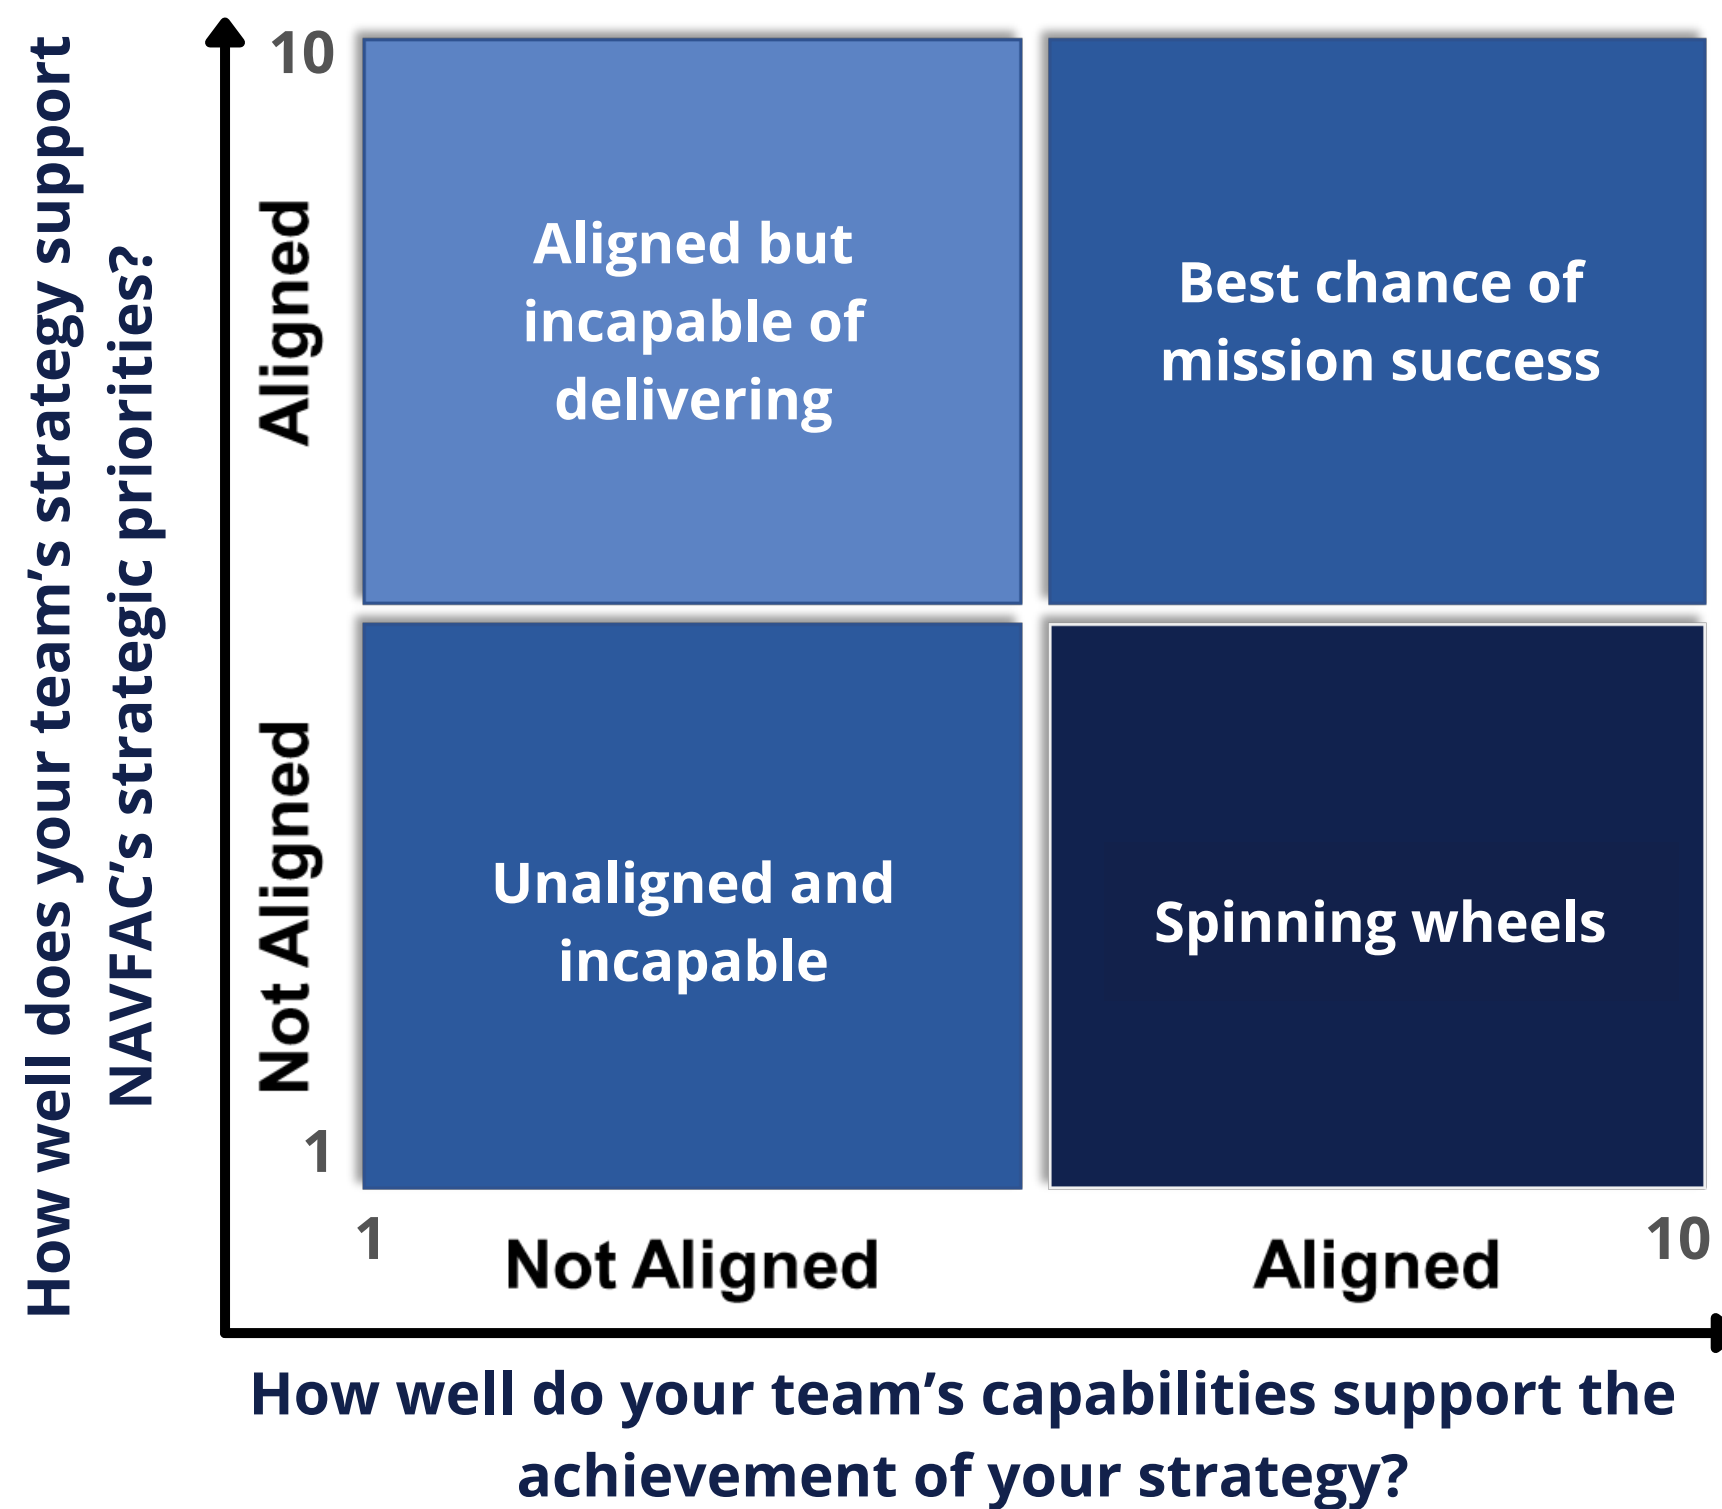 How well does your team’s strategy support
NAVFAC’s strategic priorities?
10
Aligned
Not Aligned
1
Aligned but
incapable of
delivering
Best chance of
mission success
Unaligned and
incapable
Spinning wheels
1
Not Aligned
Aligned
10
How well do your team’s capabilities support the
achievement of your strategy?